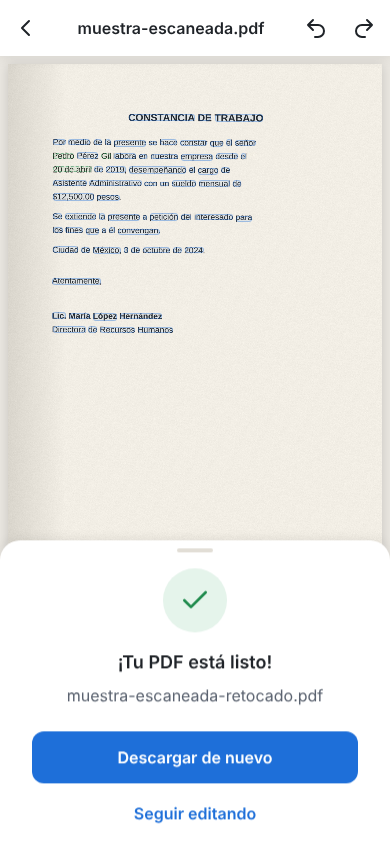 muestra-escaneada.pdf
CONSTANCIA DE TRABAJO
Por medio de la presente se hace constar que el señor
Pedro Pérez Gil labora en nuestra empresa desde el
20 de abril de 2019, desempeñando el cargo de
Asistente Administrativo con un sueldo mensual de
$12,500.00 pesos.
Se extiende la presente a petición del interesado para
los fines que a él convengan.
Ciudad de México, 3 de octubre de 2024.
Atentamente,
Lic. María López Hernández
Directora de Recursos Humanos
¡Tu PDF está listo!
muestra-escaneada-retocado.pdf
Descargar de nuevo
Seguir editando